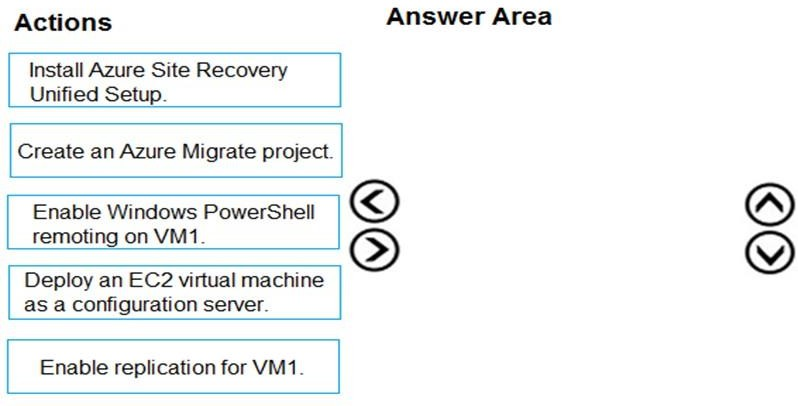 Actions
Answer Area
Install Azure Site Recovery
Unified Setup.
Create an Azure Migrate project.
Enable Windows PowerShell
remoting on VM1.
Deploy an EC2 virtual machine
as a configuration server.
Enable replication for VM1.